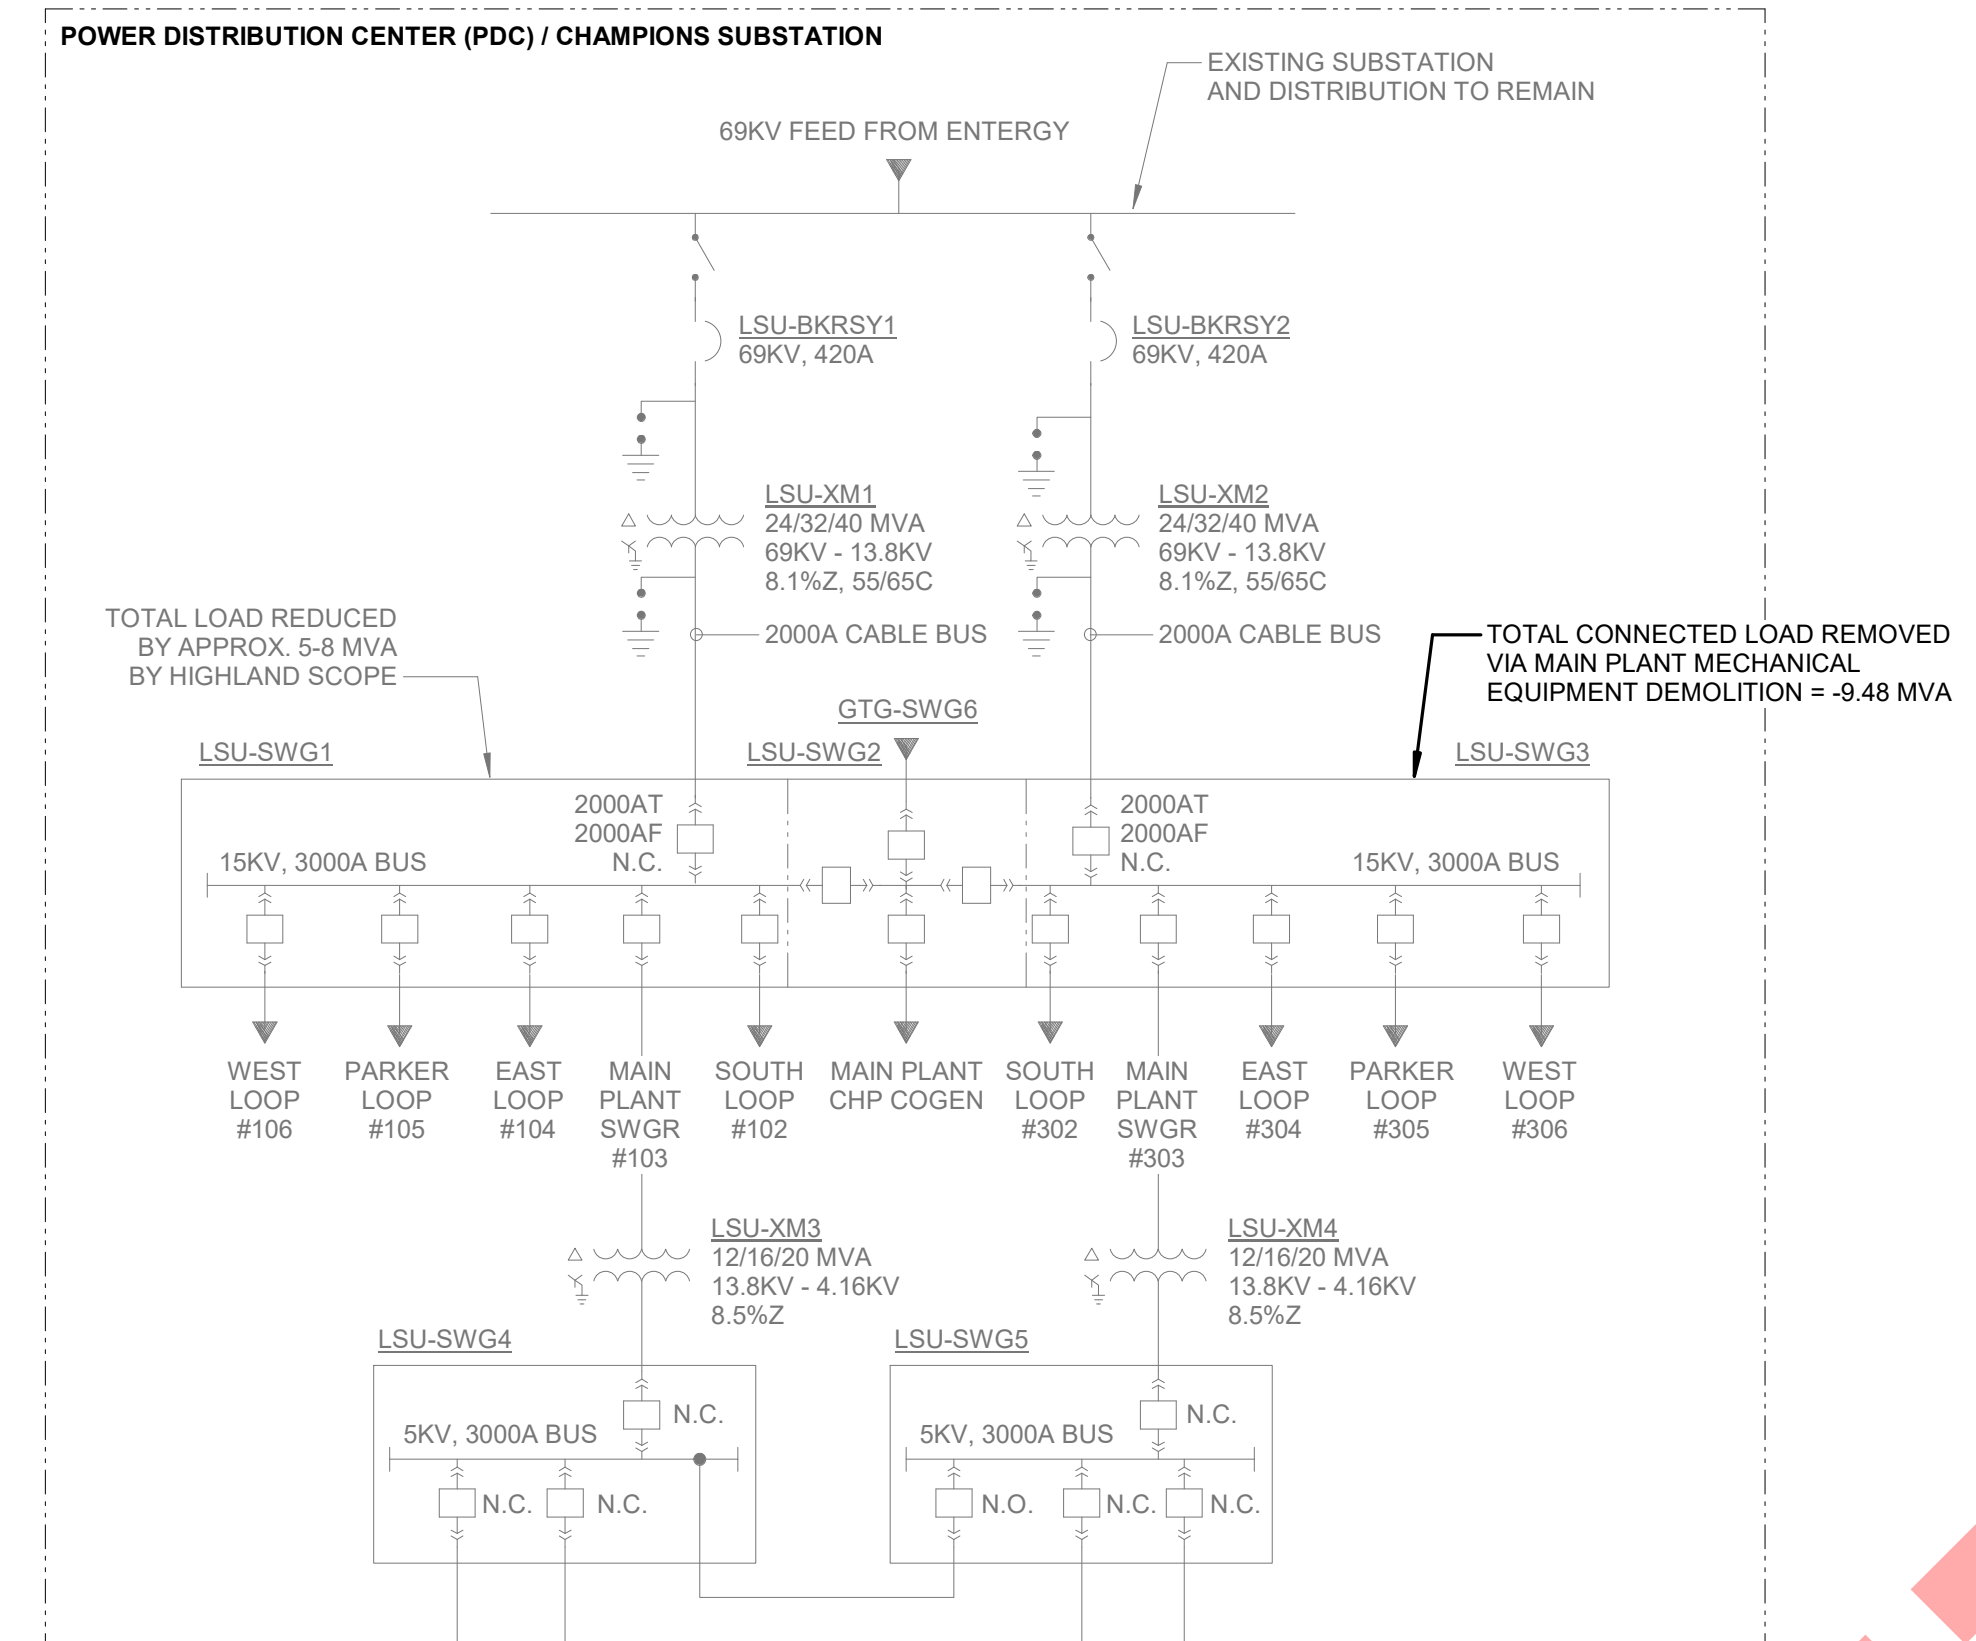 POWER DISTRIBUTION CENTER (PDC) / CHAMPIONS SUBSTATION
EXISTING SUBSTATION
AND DISTRIBUTION TO REMAIN
69KV FEED FROM ENTERGY
LSU-BKRSY1
69KV, 420A
LSU-BKRSY2
69KV, 420A
LSU-XM1
24/32/40 MVA
69KV - 13.8KV
8.1%Z, 55/65C
LSU-XM2
24/32/40 MVA
69KV - 13.8KV
8.1%Z, 55/65C
TOTAL LOAD REDUCED
BY APPROX. 5-8 MVA
BY HIGHLAND SCOPE
2000A CABLE BUS
2000A CABLE BUS
TOTAL CONNECTED LOAD REMOVED
VIA MAIN PLANT MECHANICAL
EQUIPMENT DEMOLITION = -9.48 MVA
GTG-SWG6
LSU-SWG1
LSU-SWG2
LSU-SWG3
2000AT
2000AF
N.C.
2000AT
2000AF
N.C.
15KV, 3000A BUS
15KV, 3000A BUS
WEST
LOOP
#106
PARKER
LOOP
#105
EAST
LOOP
#104
MAIN
PLANT
SWGR
#103
SOUTH
LOOP
#102
MAIN PLANT
CHP COGEN
SOUTH
LOOP
#302
MAIN
PLANT
SWGR
#303
EAST
LOOP
#304
PARKER
LOOP
#305
WEST
LOOP
#306
LSU-XM3
12/16/20 MVA
13.8KV - 4.16KV
8.5%Z
LSU-XM4
12/16/20 MVA
13.8KV - 4.16KV
8.5%Z
LSU-SWG4
LSU-SWG5
N.C.
5KV, 3000A BUS
N.C.
N.C.
N.C.
5KV, 3000A BUS
N.O.
N.C.
N.C.